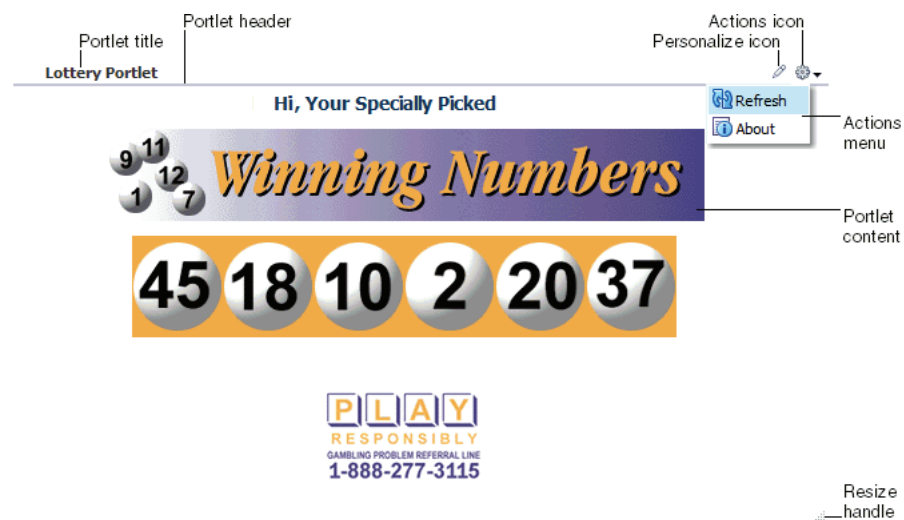 Portlet header
Actions icon
Portlet title
Personalize icon
Lottery Portlet
Hi, Your Specially Picked
Refresh
About
Actions
menu
9 11
12
1 7
Winning Numbers
Portlet
content
45 18 10 2 20 37
PLAY
RESPONSIBLY
GAMBLING PROBLEM REFERRAL LINE
1-888-277-3115
Resize
handle